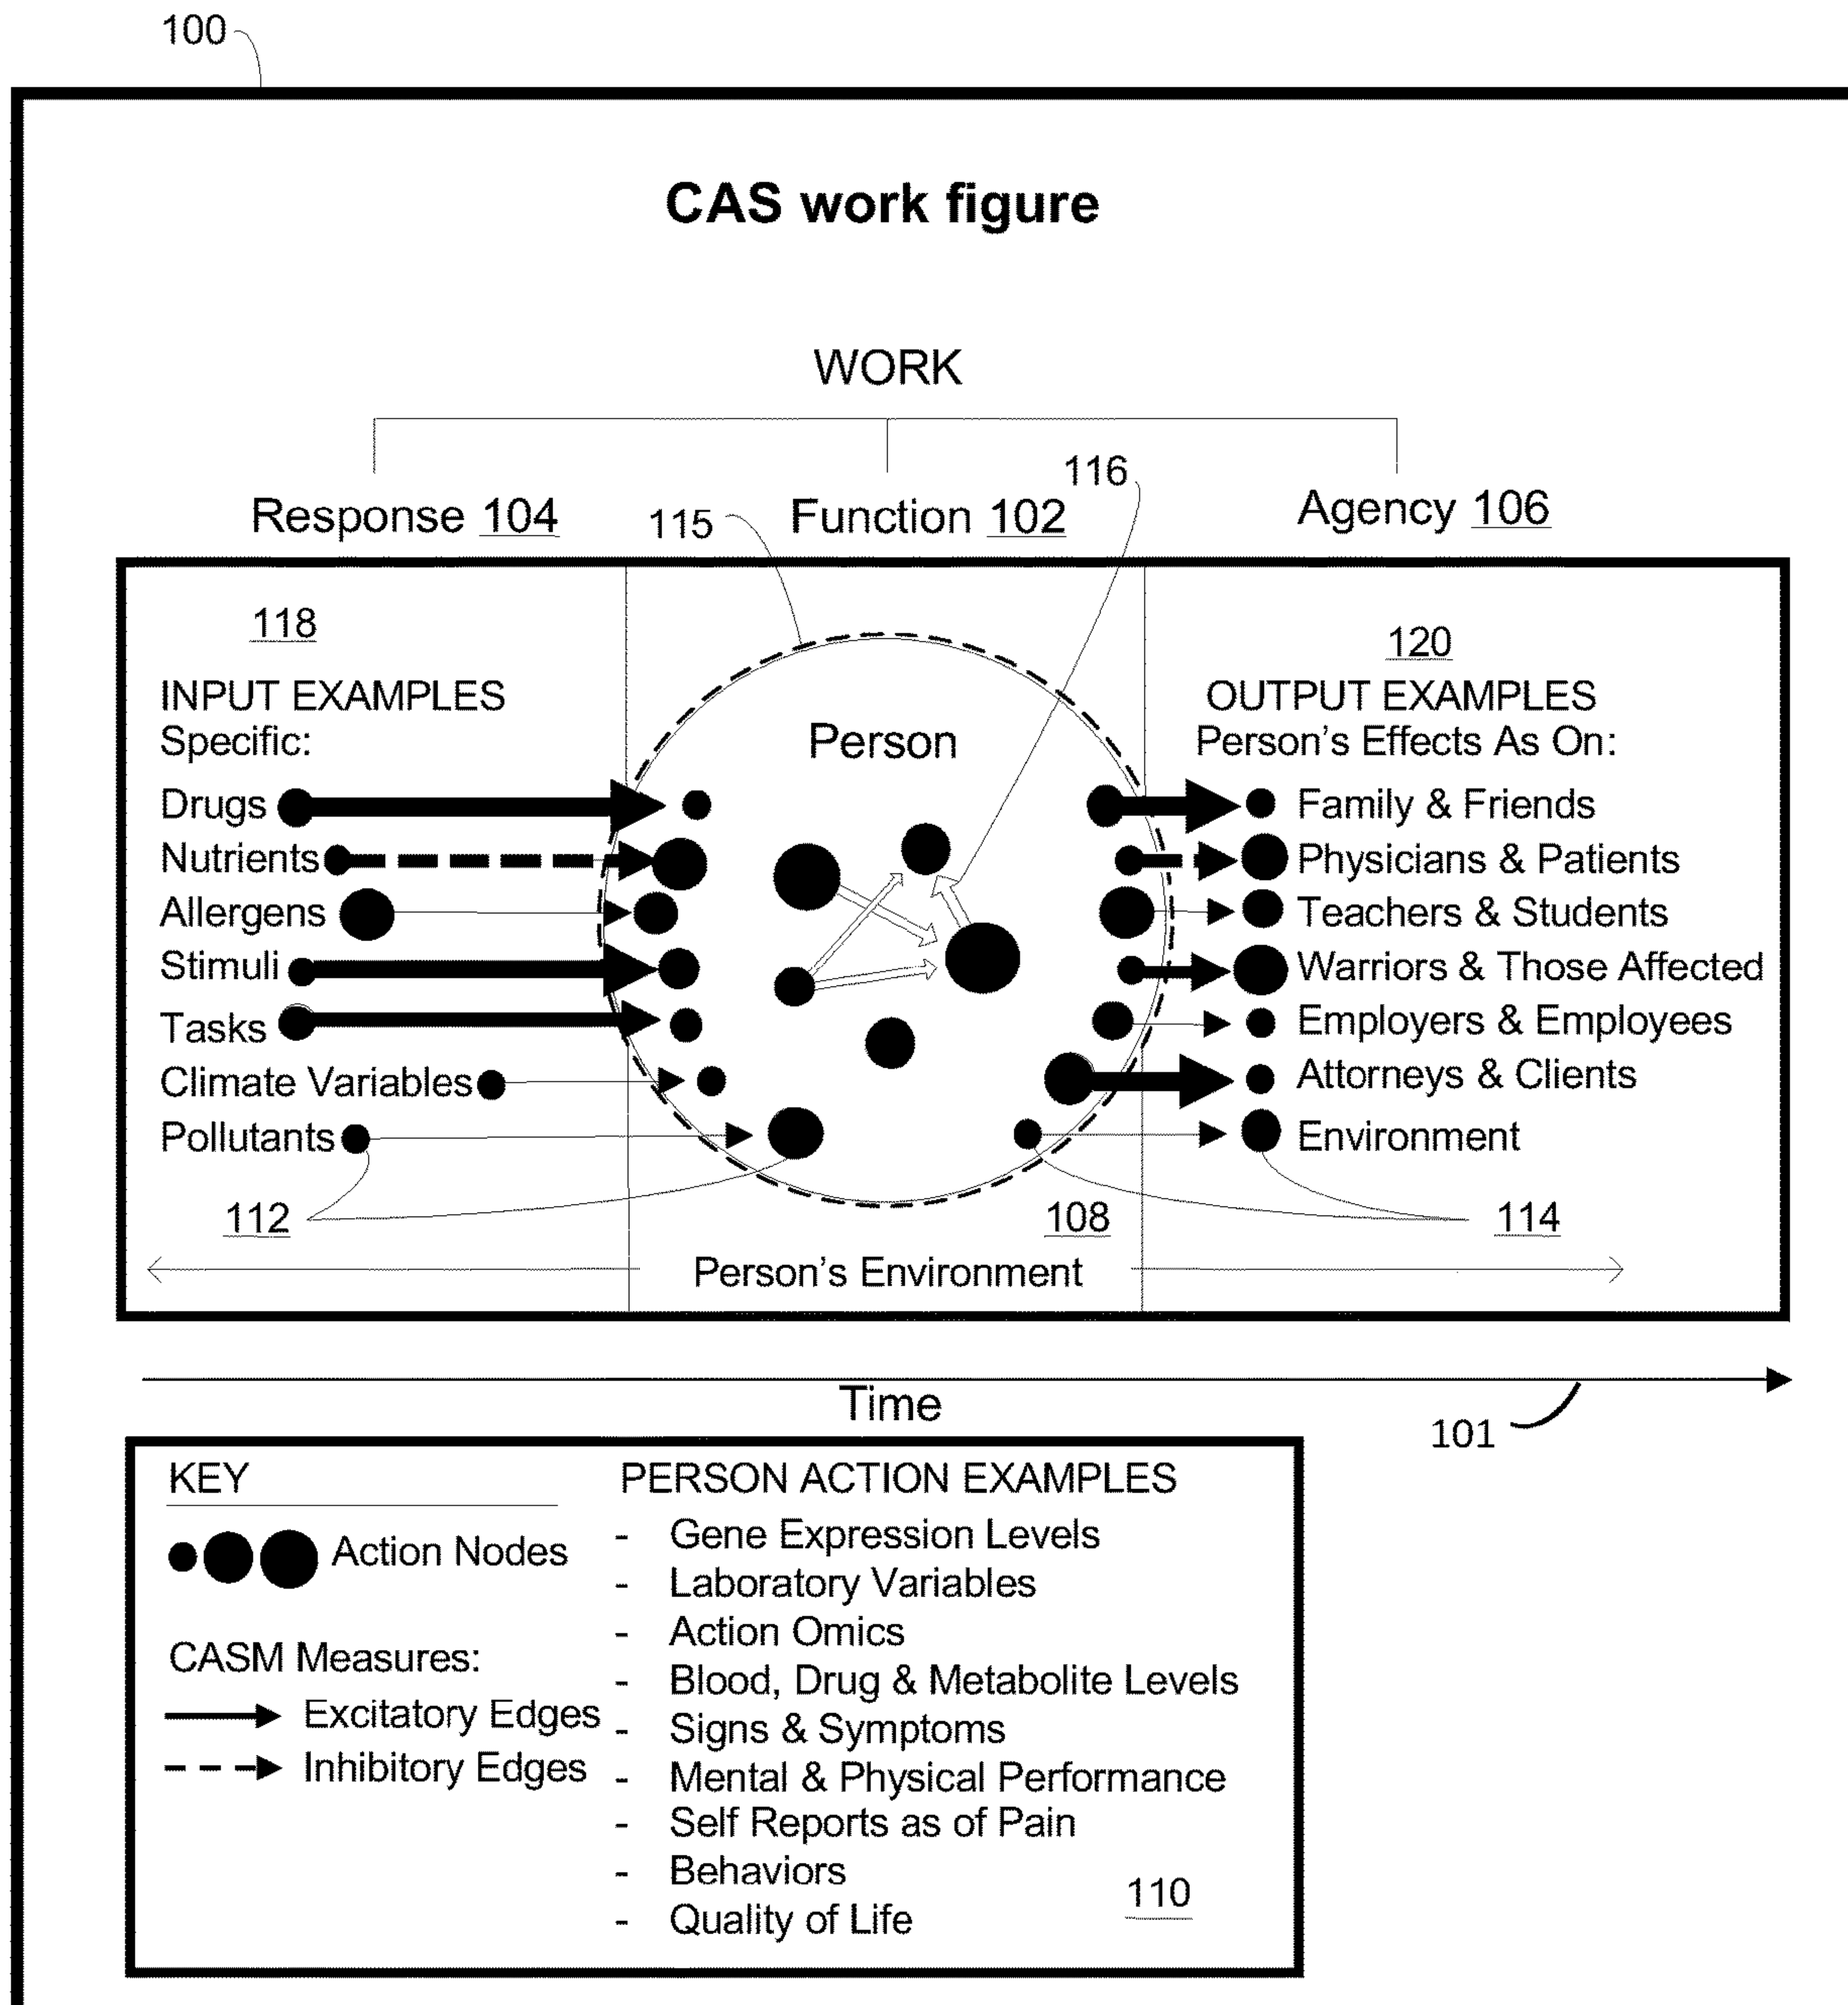 100
CAS work figure
WORK
116
Response 104
115
Function 102
Agency 106
118
120
INPUT EXAMPLES
Specific:
Drugs
Nutrients
Allergens
Stimuli
Tasks
Climate Variables
Pollutants
Person
OUTPUT EXAMPLES
Person's Effects As On:
Family & Friends
Physicians & Patients
Teachers & Students
Warriors & Those Affected
Employers & Employees
Attorneys & Clients
Environment
112
108
114
Person's Environment
Time
101
KEY
Action Nodes
CASM Measures:
Excitatory Edges
Inhibitory Edges
PERSON ACTION EXAMPLES
- Gene Expression Levels
- Laboratory Variables
- Action Omics
- Blood, Drug & Metabolite Levels
- Signs & Symptoms
- Mental & Physical Performance
- Self Reports as of Pain
- Behaviors
- Quality of Life
110